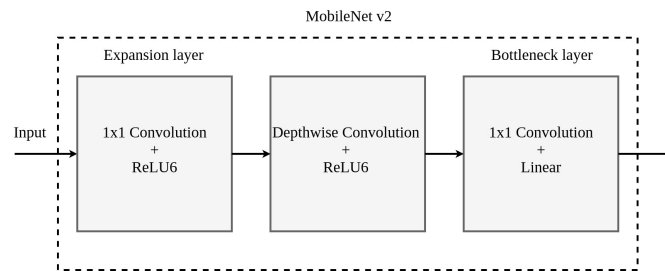 MobileNet v2
Expansion layer
Bottleneck layer
Input
1x1 Convolution
+
ReLU6
Depthwise Convolution
+
ReLU6
1x1 Convolution
+
Linear